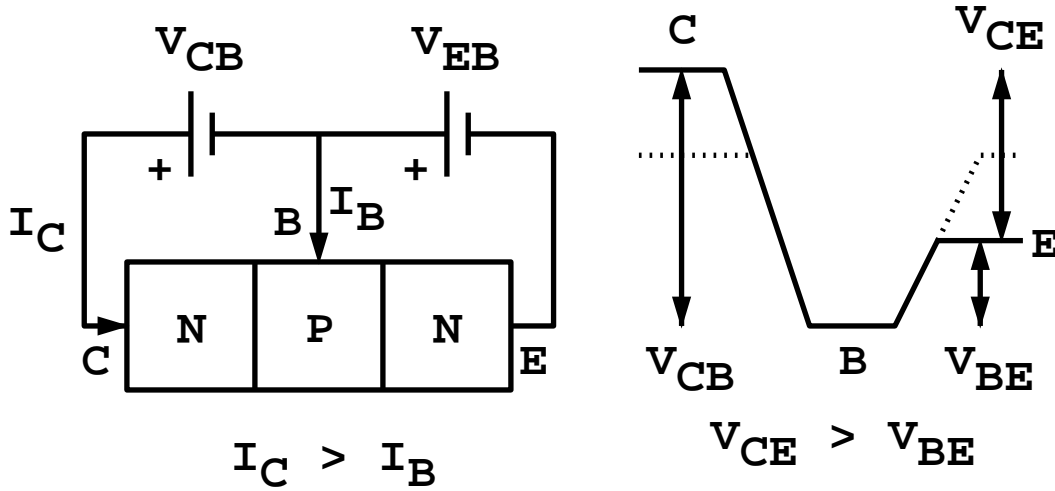 V_CB
V_EB
+
+
I_C
B
I_B
N
P
N
C
E
I_C > I_B
C
V_CE
E
V_CB
B
V_BE
V_CE > V_BE